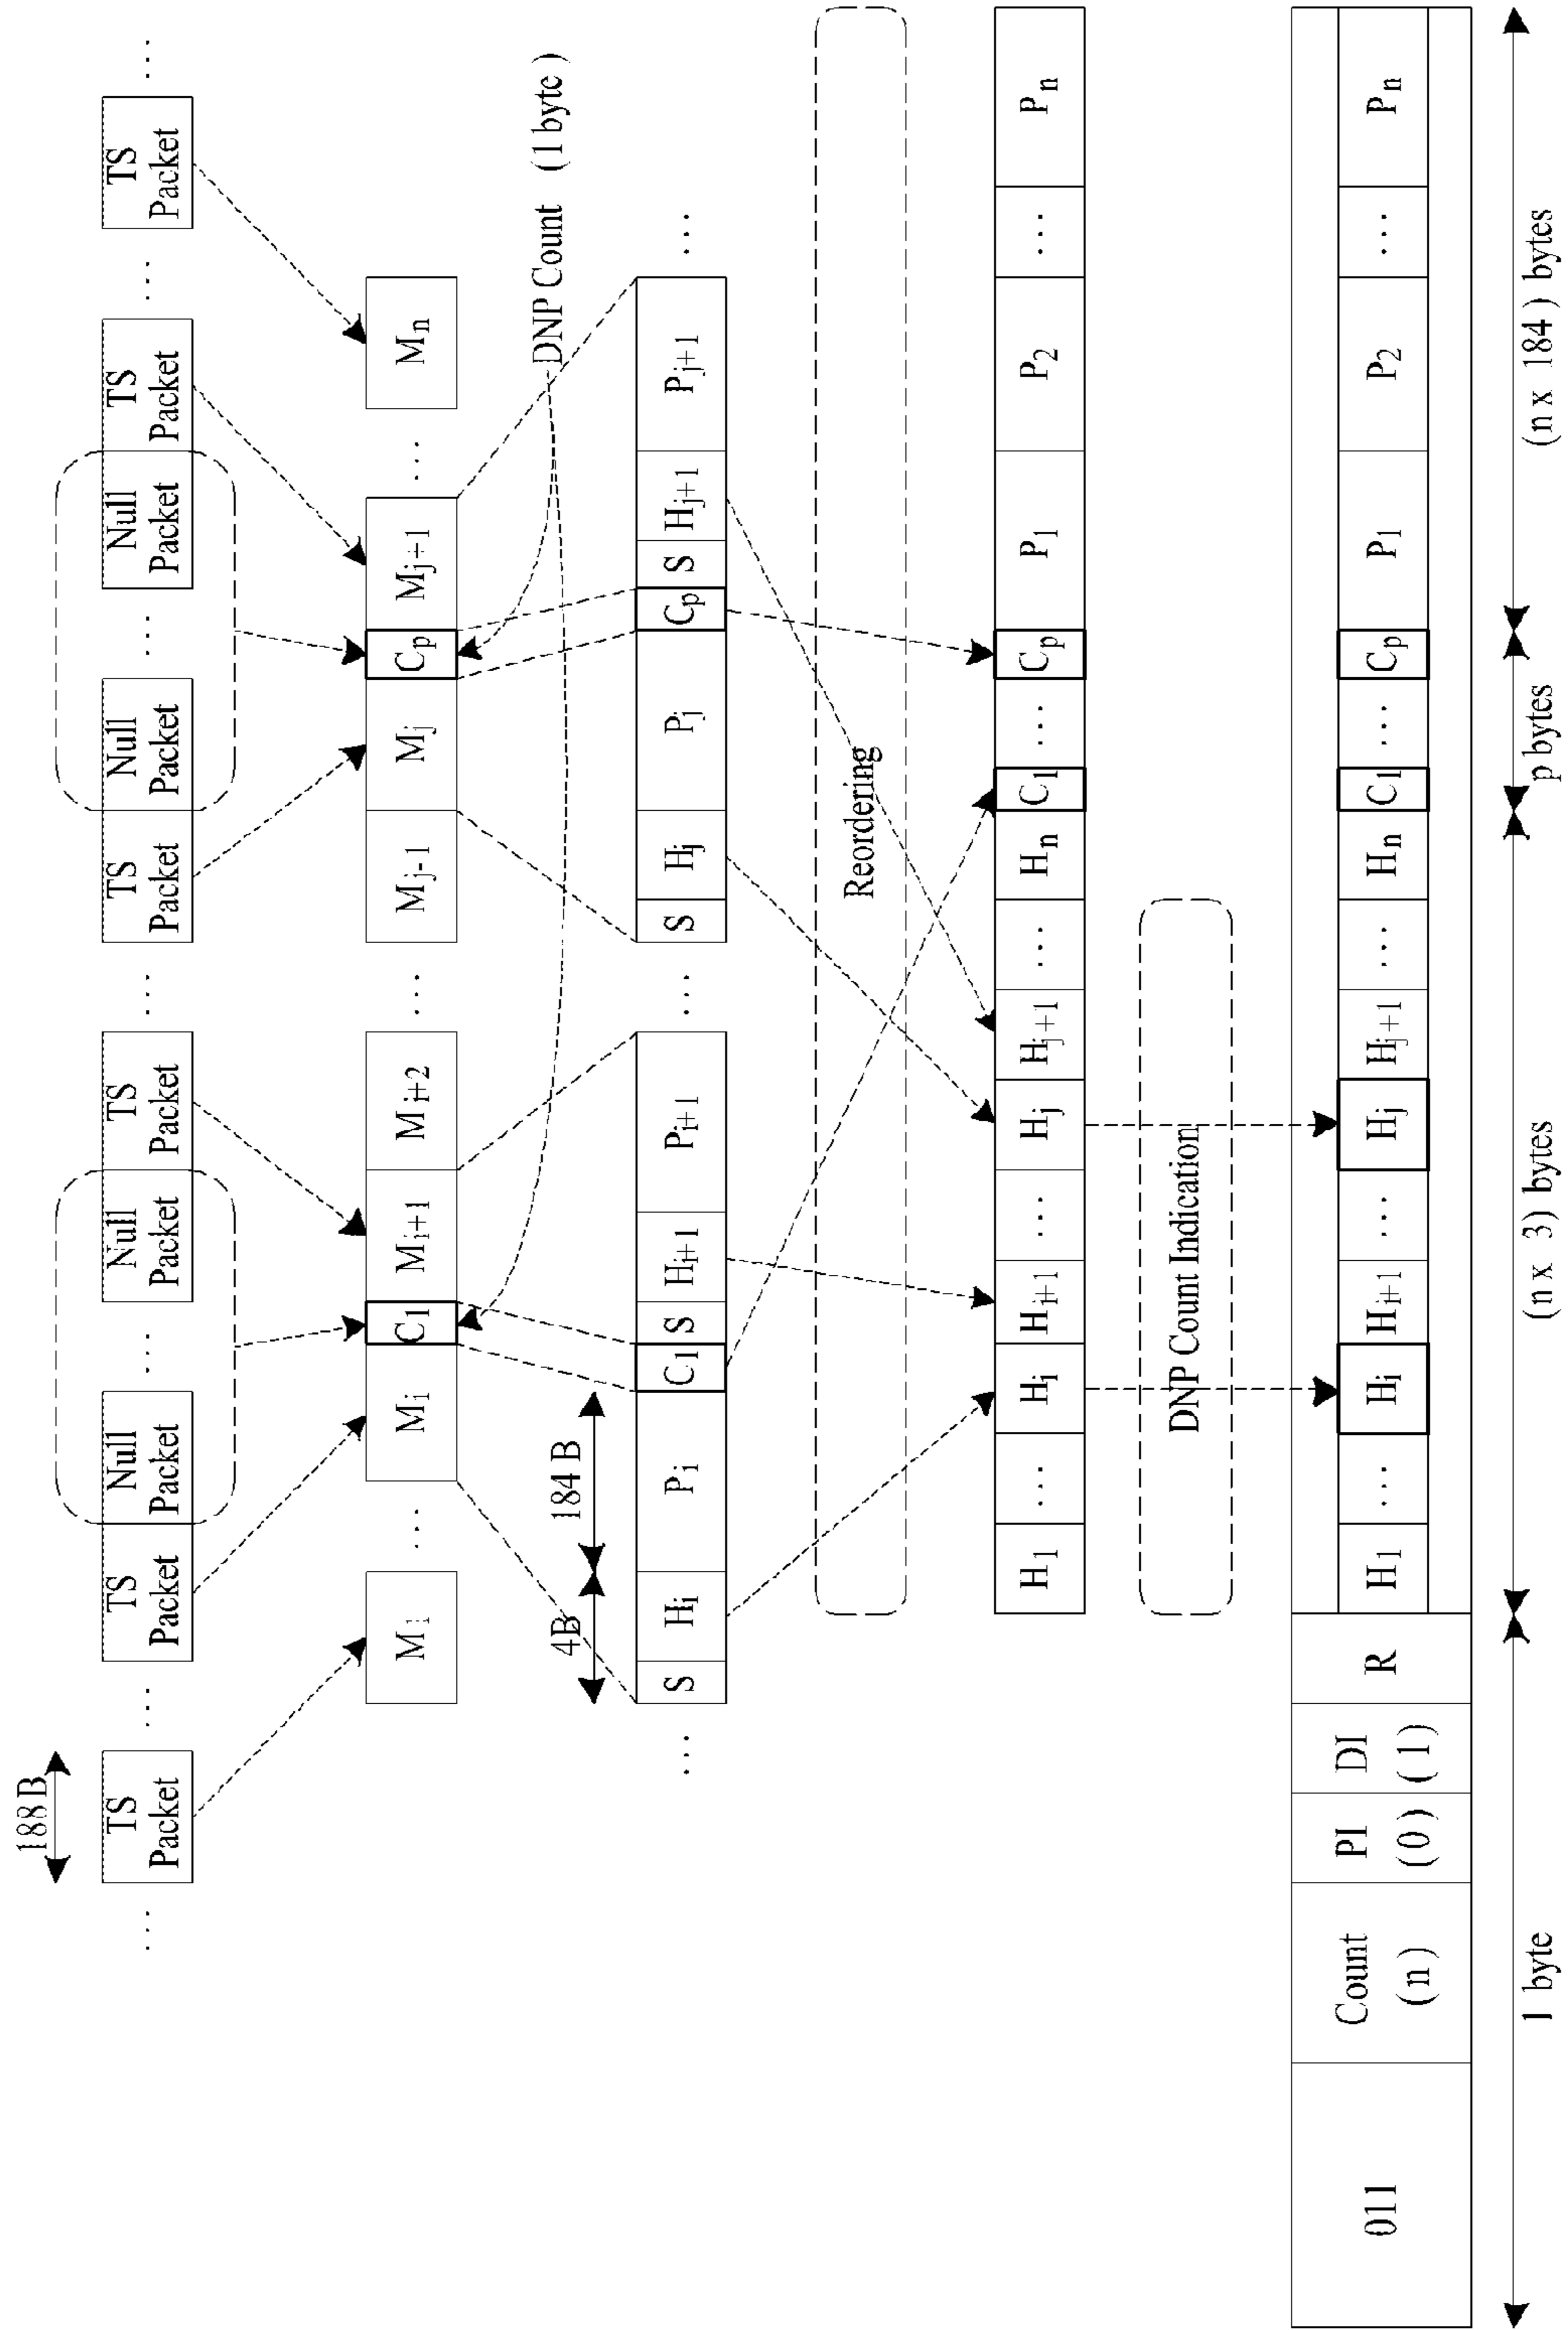 188 B
... TS Packet ... TS Packet Null Packet ... Null Packet TS Packet ... TS Packet Null Packet ... Null Packet TS Packet ... TS Packet ...
M1 ... Mi C1 Mi+1 Mi+2 ... Mj-1 Mj Cp Mj+1 ... Mn
DNP Count (1 byte)
4B 184 B
... S Hi Pi C1 S Hi+1 Pi+1 ... S Hj Pj Cp S Hj+1 Pj+1 ...
Reordering
H1 ... Hi Hi+1 ... Hj Hj+1 ... Hn C1 ... Cp P1 P2 ... Pn
DNP Count Indication
011 Count (n) PI (0) DI (1) R H1 ... Hi Hi+1 ... Hj Hj+1 ... Hn C1 ... Cp P1 P2 ... Pn
1 byte (n x 3) bytes p bytes (n x 184) bytes